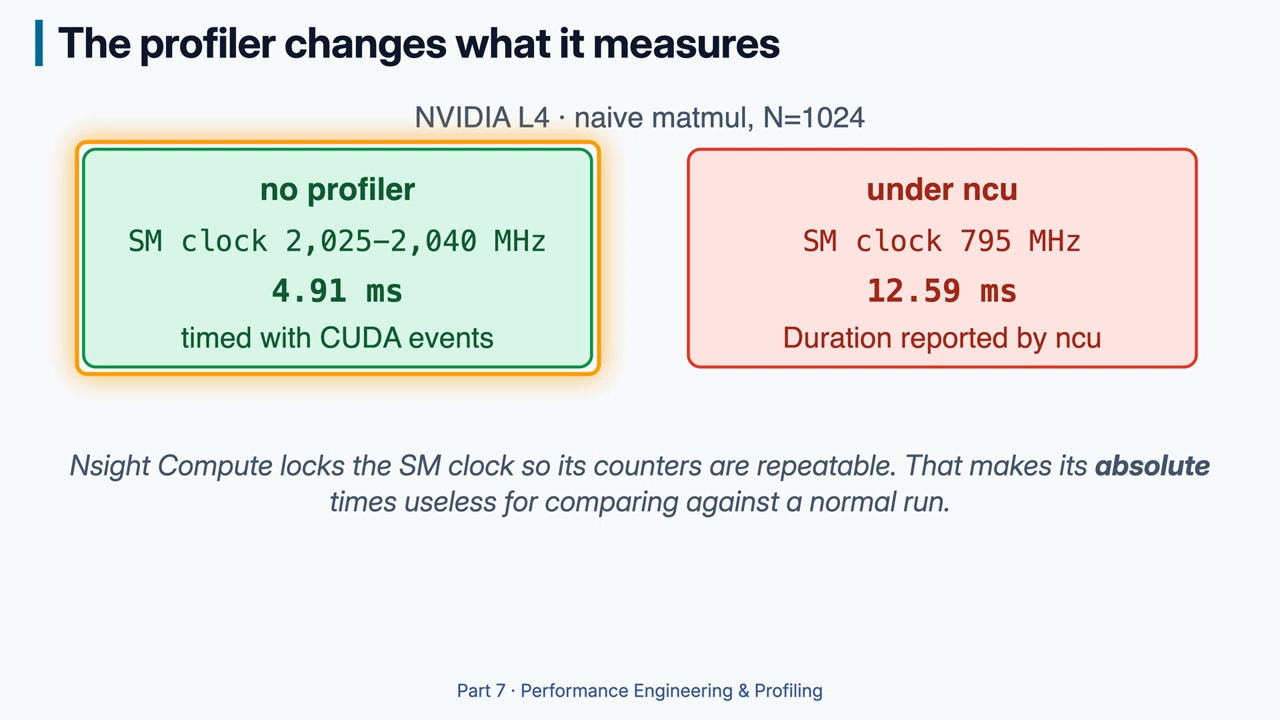 The profiler changes what it measures
NVIDIA L4 · naive matmul, N=1024
no profiler
SM clock 2,025–2,040 MHz
4.91 ms
timed with CUDA events
under ncu
SM clock 795 MHz
12.59 ms
Duration reported by ncu
Nsight Compute locks the SM clock so its counters are repeatable. That makes its absolute
times useless for comparing against a normal run.
Part 7 · Performance Engineering & Profiling